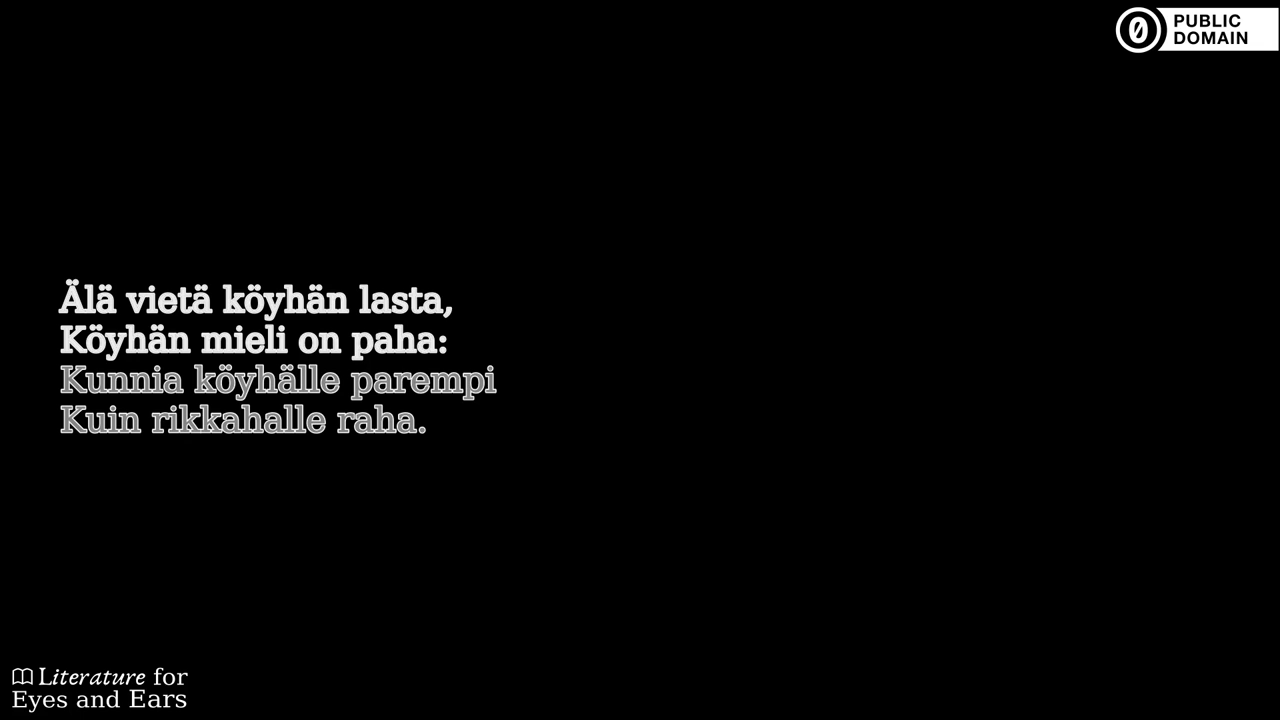 PUBLIC
DOMAIN
Älä vietä köyhän lasta,
Köyhän mieli on paha:
Kunnia köyhälle parempi
Kuin rikkahalle raha.
Literature for
Eyes and Ears